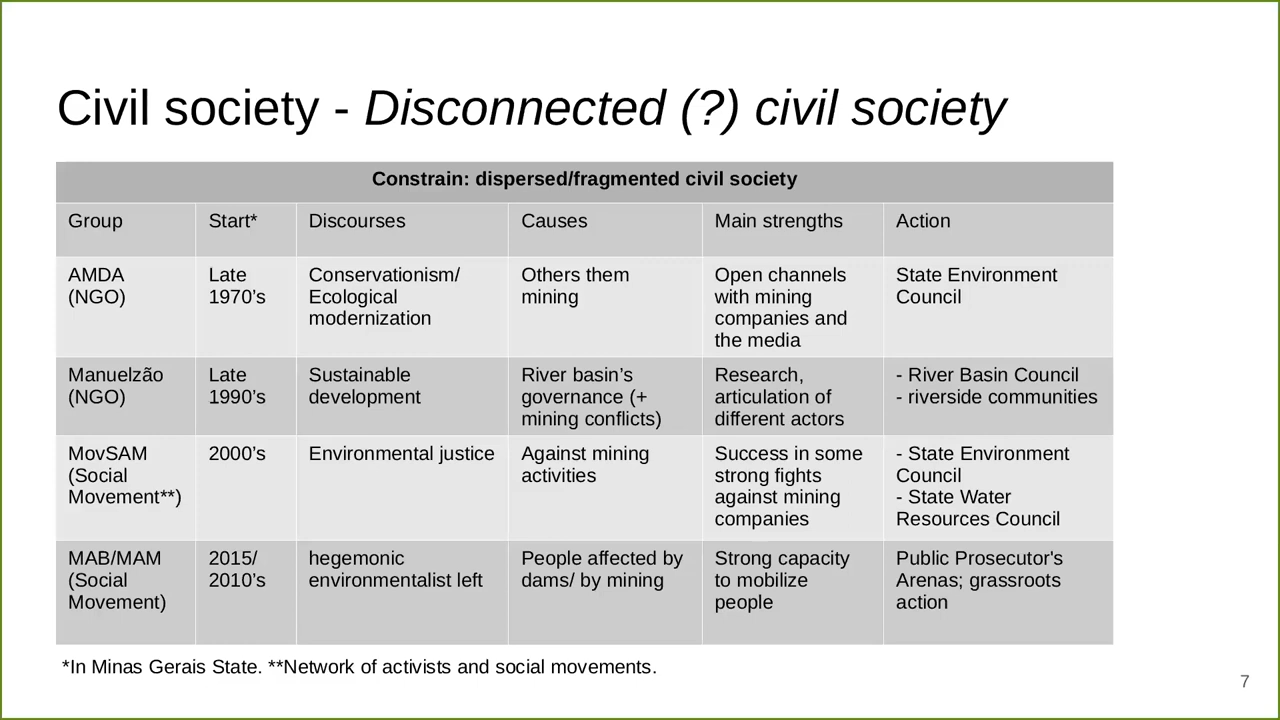 Civil society - Disconnected (?) civil society
Constrain: dispersed/fragmented civil society
Group
Start*
Discourses
Causes
Main strengths
Action
AMDA
(NGO)
Late
1970's
Conservationism/
Ecological
modernization
Others them
mining
Open channels
with mining
companies and
the media
State Environment
Council
Manuelzão
(NGO)
Late
1990's
Sustainable
development
River basin's
governance (+
mining conflicts)
Research,
articulation of
different actors
- River Basin Council
- riverside communities
MovSAM
(Social
Movement**)
2000's
Environmental justice
Against mining
activities
Success in some
strong fights
against mining
companies
- State Environment
Council
- State Water
Resources Council
MAB/MAM
(Social
Movement)
2015/
2010's
hegemonic
environmentalist left
People affected by
dams/ by mining
Strong capacity
to mobilize
people
Public Prosecutor's
Arenas; grassroots
action
*In Minas Gerais State. **Network of activists and social movements.
7